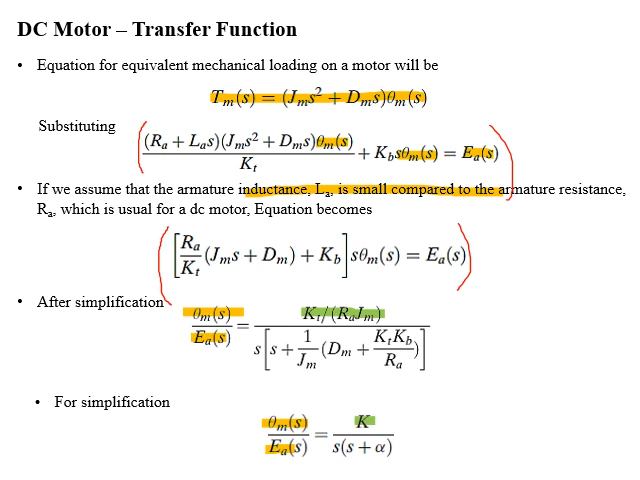 DC Motor – Transfer Function
• Equation for equivalent mechanical loading on a motor will be
Tm(s) = (Jms² + Dms)θm(s)
Substituting
(Ra + Las)(Jms² + Dms)θm(s) / Kt + Kbsθm(s) = Ea(s)
• If we assume that the armature inductance, La, is small compared to the armature resistance,
Ra, which is usual for a dc motor, Equation becomes
[Ra/Kt (Jms + Dm) + Kb] sθm(s) = Ea(s)
• After simplification
θm(s)/Ea(s) = Kt/(RaJm) / s[s + 1/Jm (Dm + KtKb/Ra)]
• For simplification
θm(s)/Ea(s) = K / s(s + α)